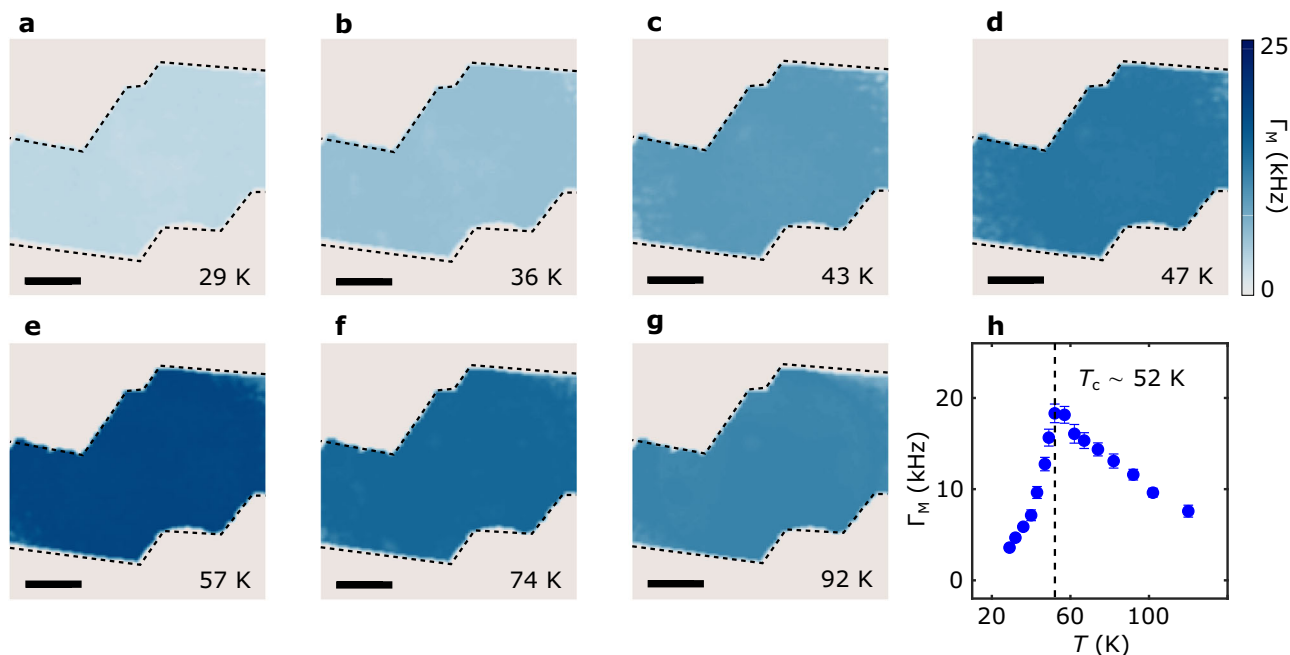 a
b
c
d
29 K
36 K
43 K
47 K
25
Γ_M (kHz)
0
e
f
g
h
57 K
74 K
92 K
T_c ~ 52 K
20
10
0
Γ_M (kHz)
20
60
100
T (K)